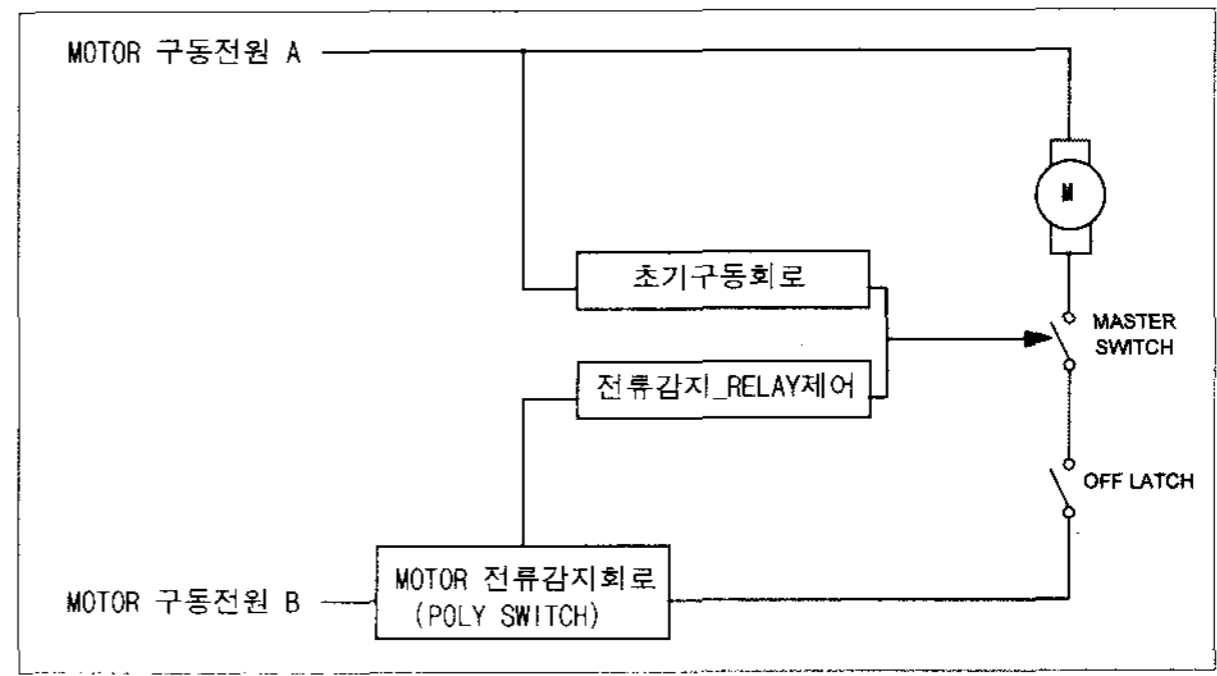 MOTOR 구동전원 A
M
초기구동회로
MASTER
SWITCH
전류감지_RELAY제어
OFF LATCH
MOTOR 전류감지회로
(POLY SWITCH)
MOTOR 구동전원 B